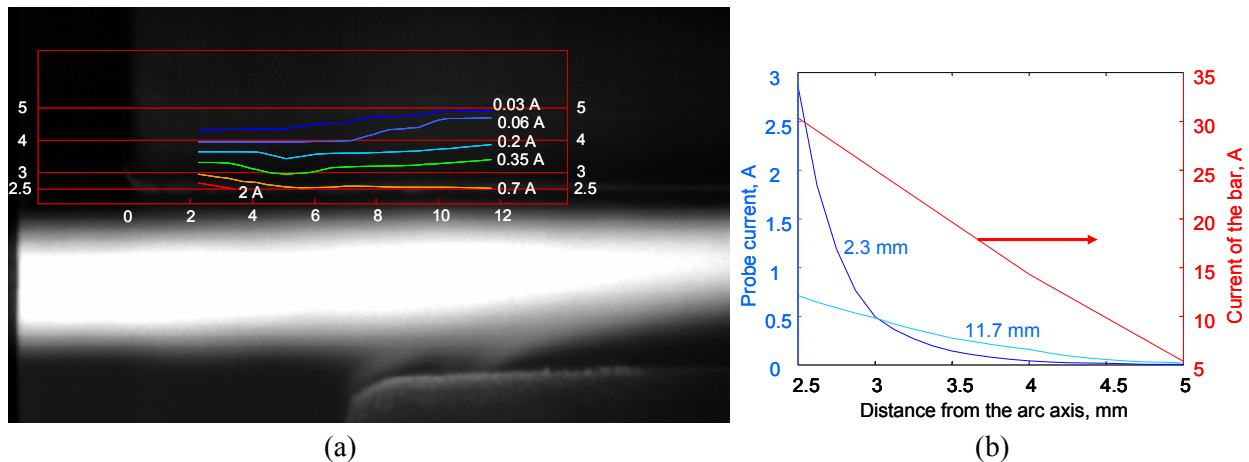 5
4
3
2.5
0.03 A
0.06 A
0.2 A
0.35 A
2 A
0.7 A
5
4
3
2.5
0 2 4 6 8 10 12
(a)
Probe current, A
3
2.5
2
1.5
1
0.5
0
2.3 mm
11.7 mm
35
30
25
20
15
10
5
Current of the bar, A
2.5 3 3.5 4 4.5 5
Distance from the arc axis, mm
(b)